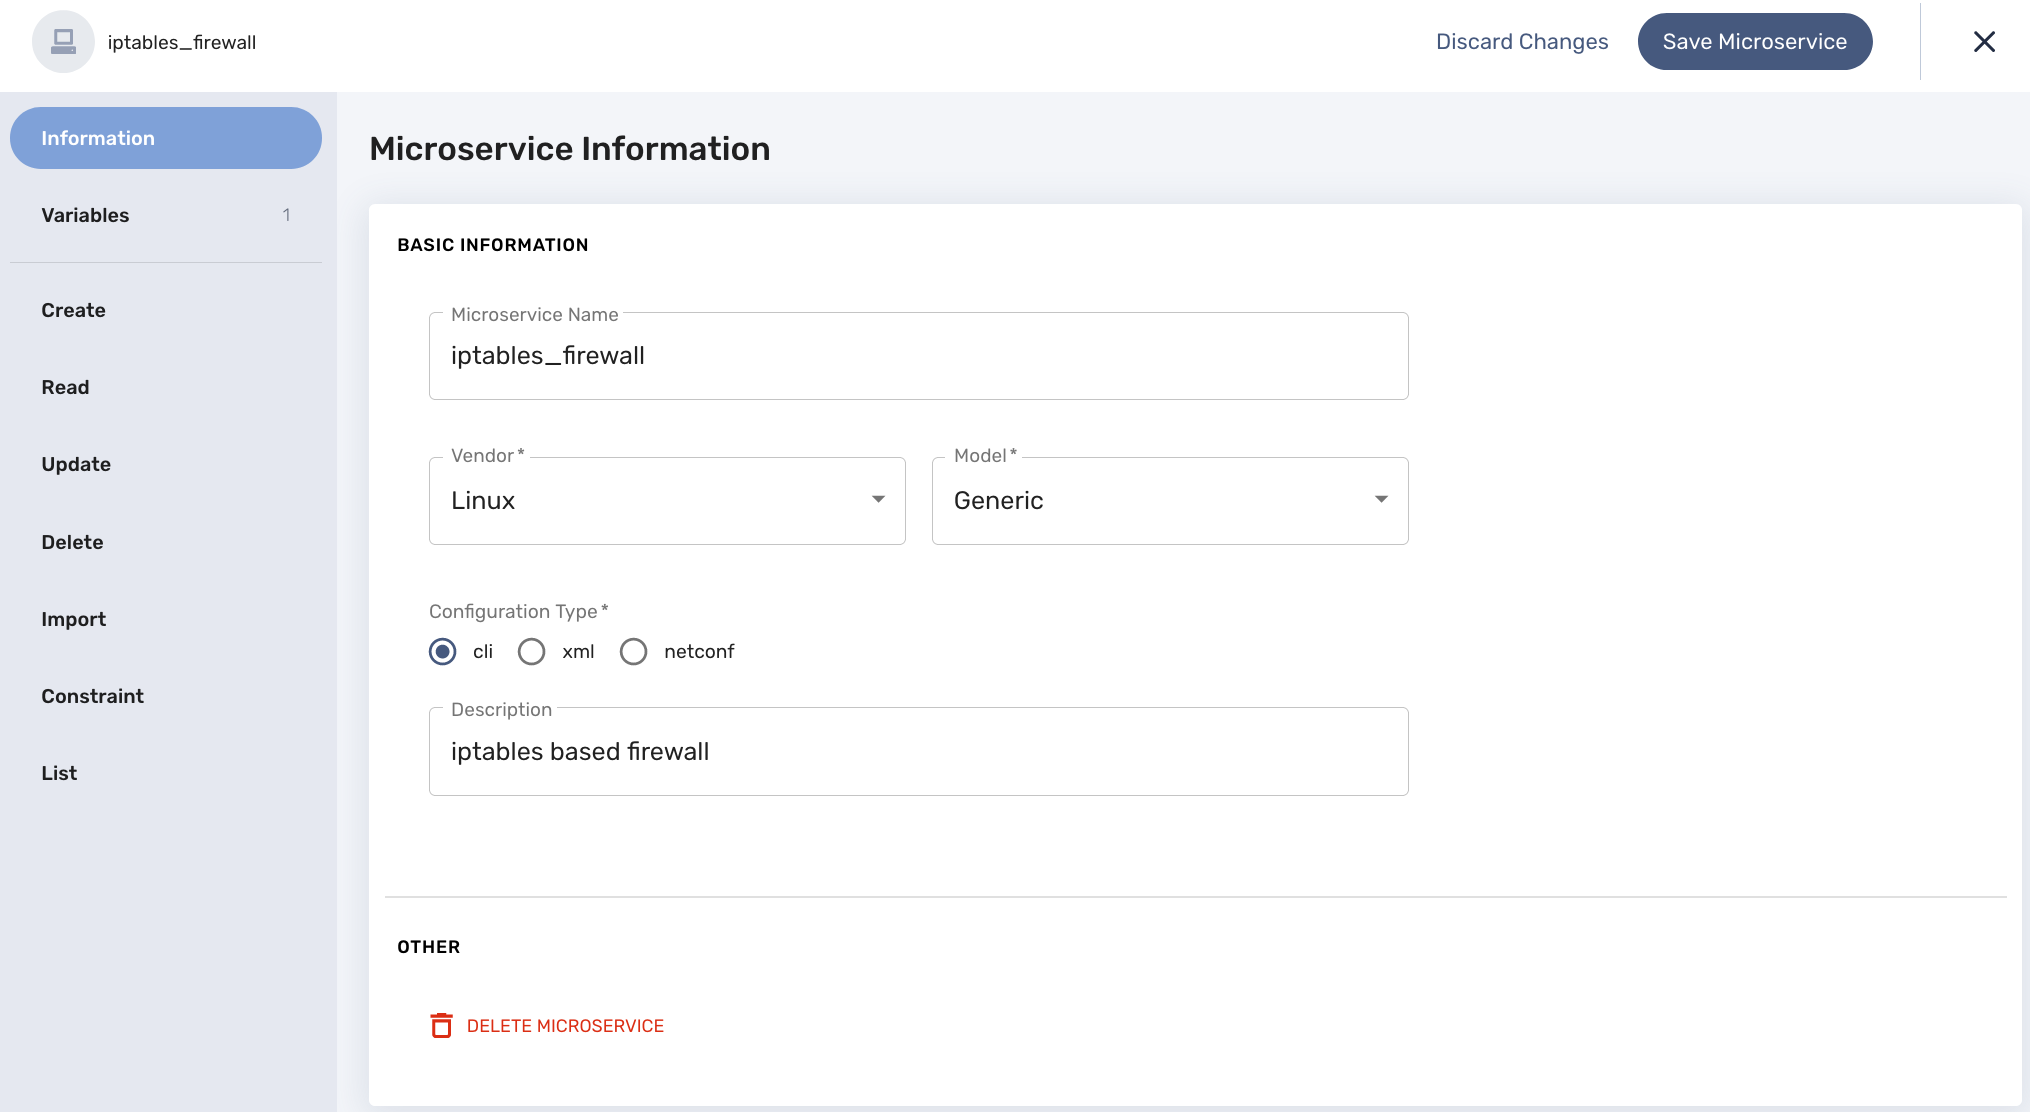 iptables_firewall
Discard Changes
Save Microservice
Information
Variables 1
Create
Read
Update
Delete
Import
Constraint
List
Microservice Information
BASIC INFORMATION
Microservice Name
iptables_firewall
Vendor *
Linux
Model *
Generic
Configuration Type *
cli xml netconf
Description
iptables based firewall
OTHER
DELETE MICROSERVICE